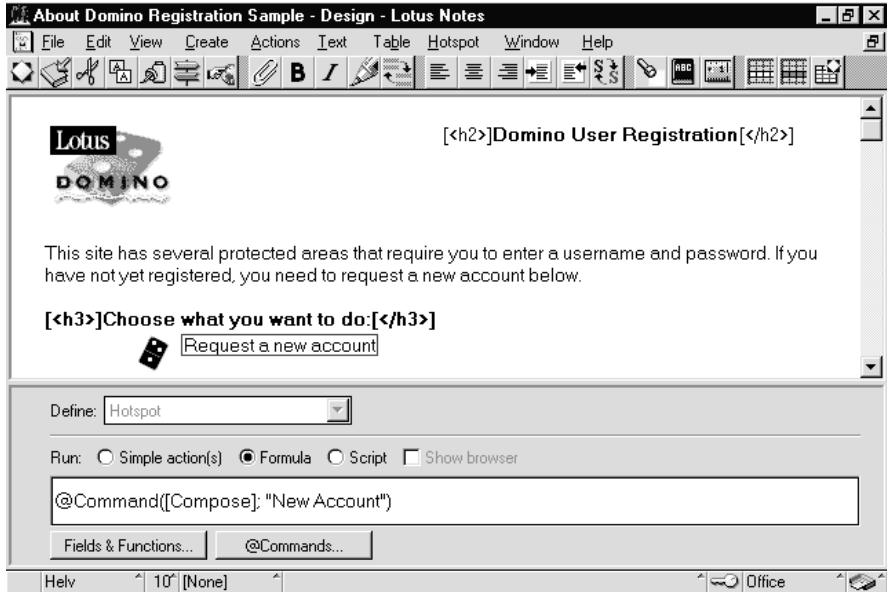 About Domino Registration Sample - Design - Lotus Notes
File Edit View Create Actions Text Table Hotspot Window Help
B I ABC
Lotus
DOMINO
[<h2>]Domino User Registration[</h2>]
This site has several protected areas that require you to enter a username and password. If you
have not yet registered, you need to request a new account below.
[<h3>]Choose what you want to do:[</h3>]
Request a new account
Define: Hotspot
Run: Simple action(s) Formula Script Show browser
@Command([Compose]; "New Account")
Fields & Functions... @Commands...
Helv 10 [None] Office